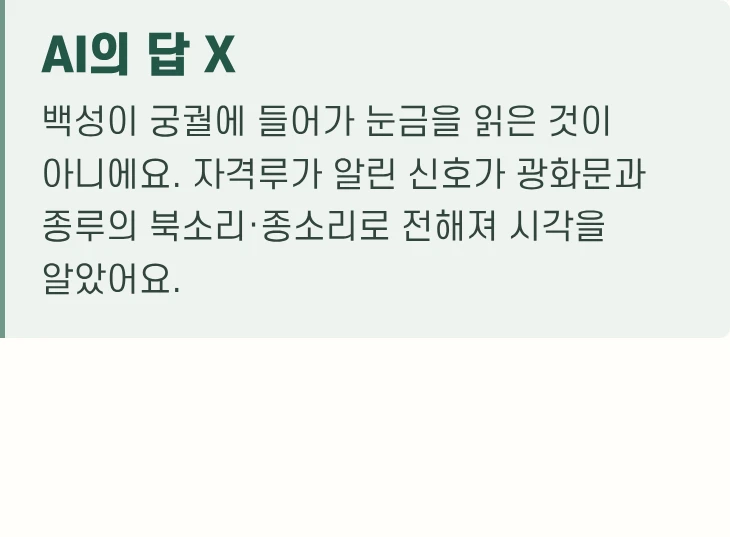 AI의 답 X
백성이 궁궐에 들어가 눈금을 읽은 것이
아니에요. 자격루가 알린 신호가 광화문과
종루의 북소리·종소리로 전해져 시각을
알았어요.